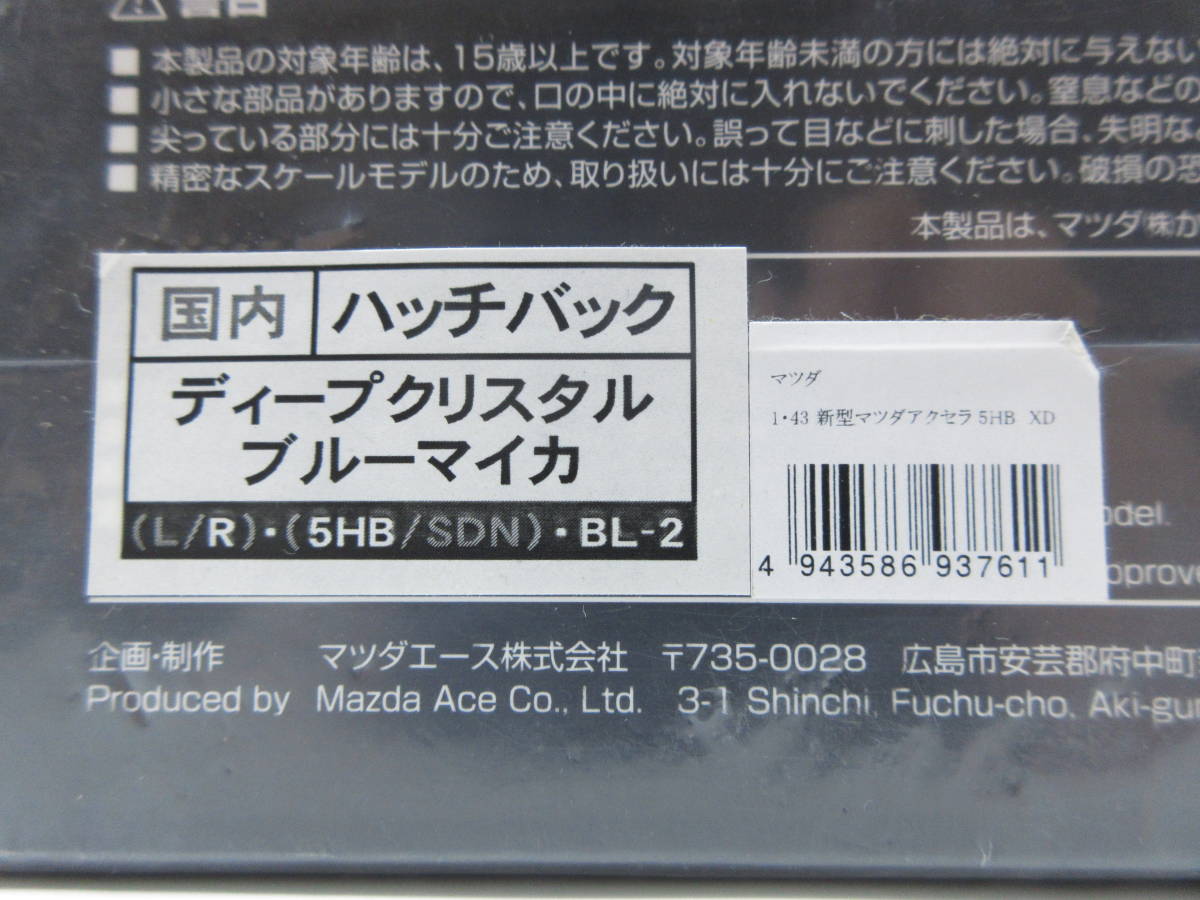 警告
■ 本製品の対象年齢は、15歳以上です。対象年齢未満の方には絶対に与えない
■ 小さな部品がありますので、口の中に絶対に入れないでください。窒息などの
■ 尖っている部分には十分ご注意ください。誤って目などに刺した場合、失明な
■ 精密なスケールモデルのため、取り扱いには十分にご注意ください。破損の恐
本製品は、マツダ㈱か
国内 ハッチバック
ディープクリスタル
ブルーマイカ
(L/R)・(5HB/SDN)・BL-2
マツダ
1・43 新型マツダアクセラ 5HB XD
4 943586 937611
odel.
pprove
企画・制作 マツダエース株式会社 〒735-0028 広島市安芸郡府中町
Produced by Mazda Ace Co., Ltd. 3-1 Shinchi, Fuchu-cho, Aki-gu